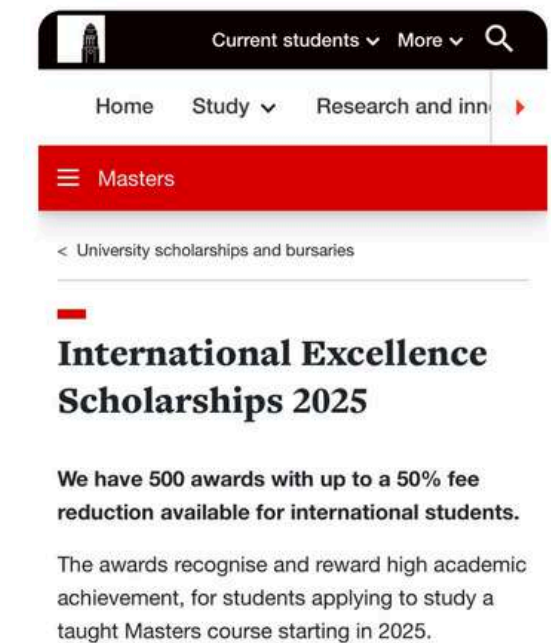 Current students More
Home Study Research and inn
Masters
< University scholarships and bursaries
International Excellence
Scholarships 2025
We have 500 awards with up to a 50% fee
reduction available for international students.
The awards recognise and reward high academic
achievement, for students applying to study a
taught Masters course starting in 2025.